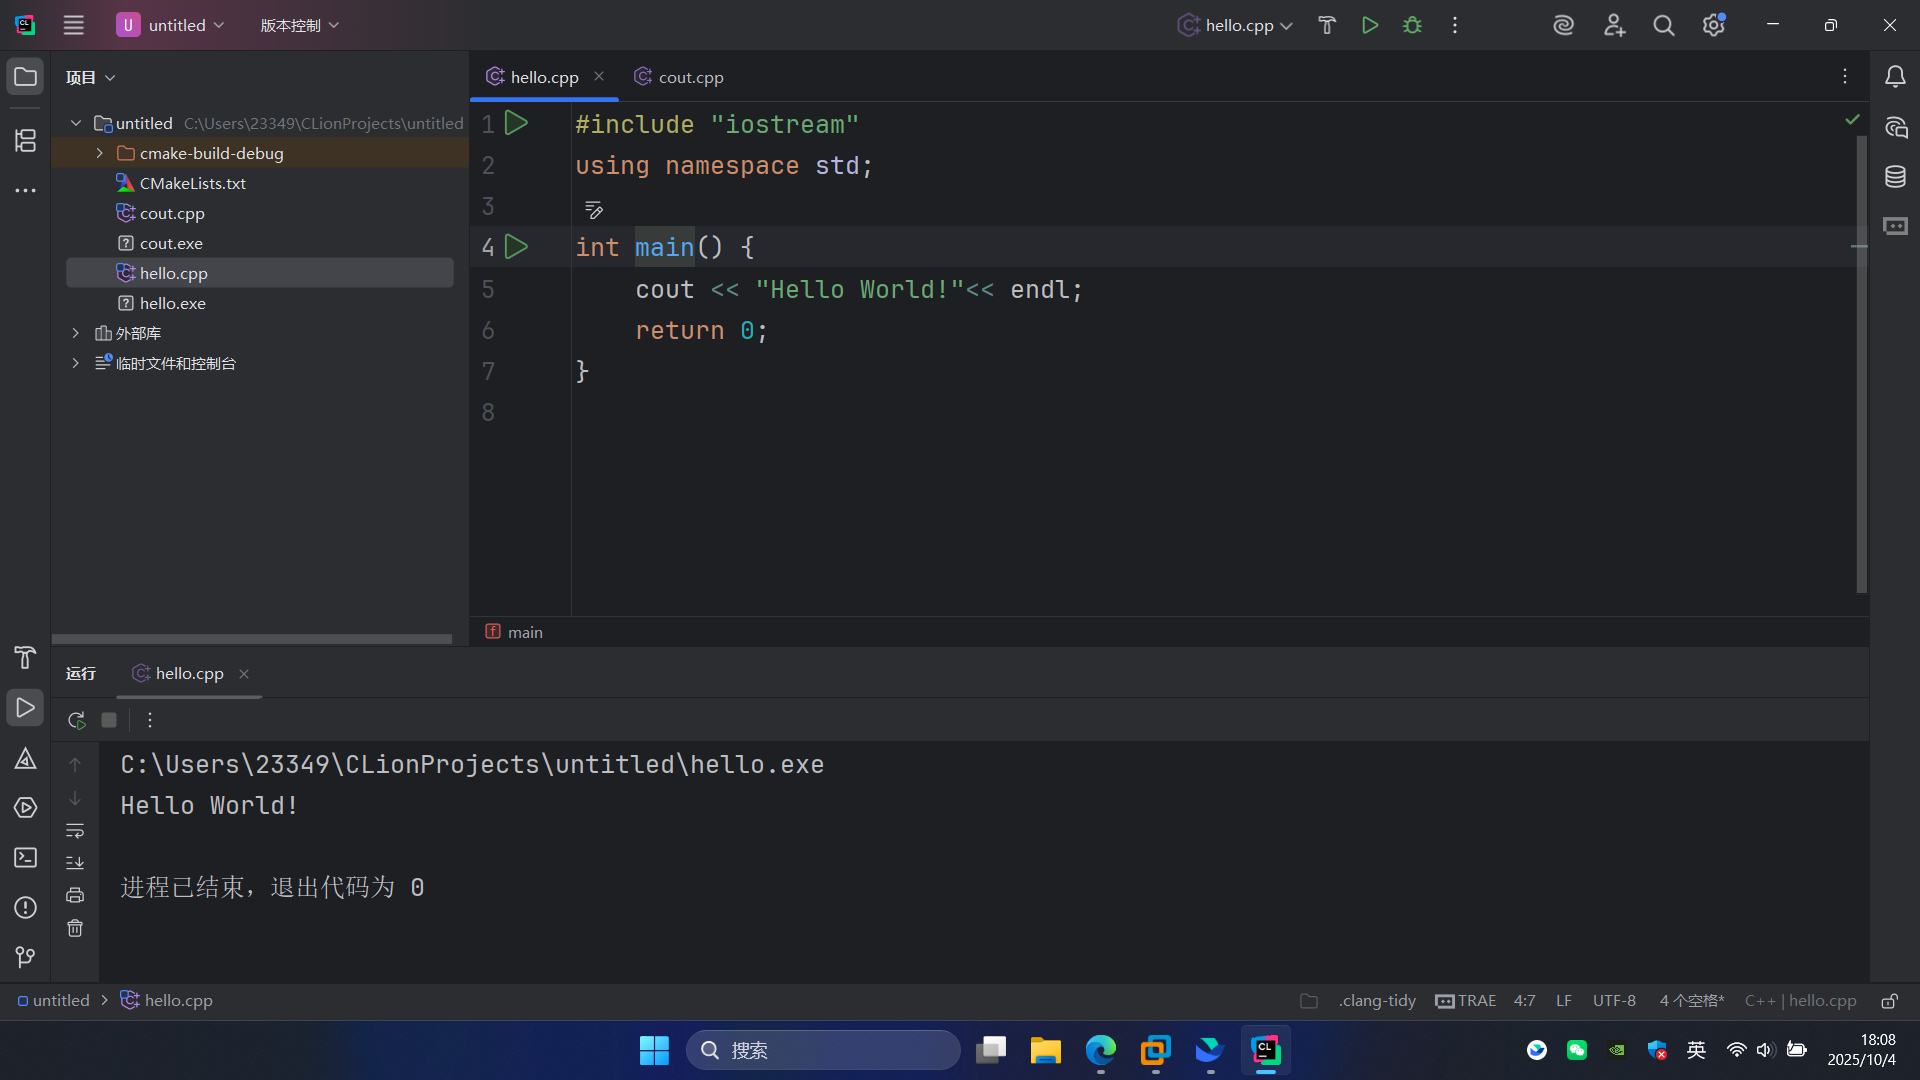 U untitled 版本控制 hello.cpp
项目
hello.cpp cout.cpp
untitled C:\Users\23349\CLionProjects\untitled
cmake-build-debug
CMakeLists.txt
cout.cpp
cout.exe
hello.cpp
hello.exe
外部库
临时文件和控制台
1 #include "iostream"
2 using namespace std;
3
4 int main() {
5 cout << "Hello World!"<< endl;
6 return 0;
7 }
8
main
运行 hello.cpp
C:\Users\23349\CLionProjects\untitled\hello.exe
Hello World!
进程已结束，退出代码为 0
untitled hello.cpp .clang-tidy TRAE 4:7 LF UTF-8 4 个空格* C++ | hello.cpp
搜索 英 18:08
2025/10/4